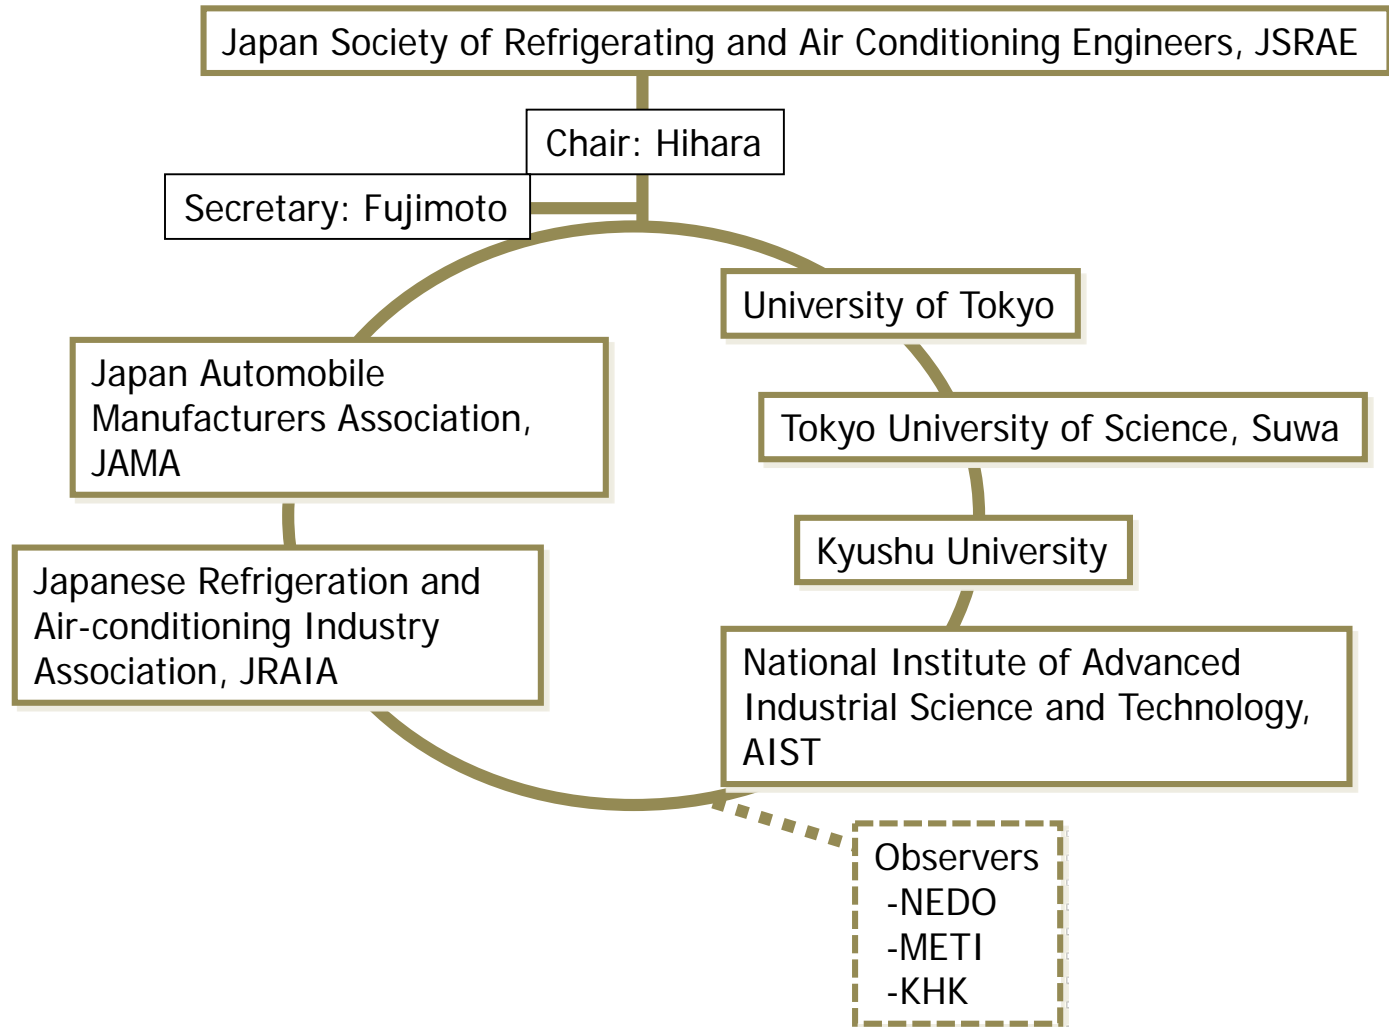 Japan Society of Refrigerating and Air Conditioning Engineers, JSRAE
Chair: Hihara
Secretary: Fujimoto
University of Tokyo
Japan Automobile
Manufacturers Association,
JAMA
Tokyo University of Science, Suwa
Kyushu University
Japanese Refrigeration and
Air-conditioning Industry
Association, JRAIA
National Institute of Advanced
Industrial Science and Technology,
AIST
Observers
-NEDO
-METI
-KHK